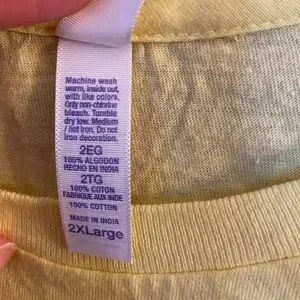 Machine wash
warm, inside out,
with like colors.
Only non-chlorine
bleach. Tumble
dry low. Medium
/ not Iron. Do not
iron decoration.
2EG
100% ALGODON
HECHO EN INDIA
2TG
100% COTON
FABRIQUE AUX INDE
100% COTTON
MADE IN INDIA
2XLarge